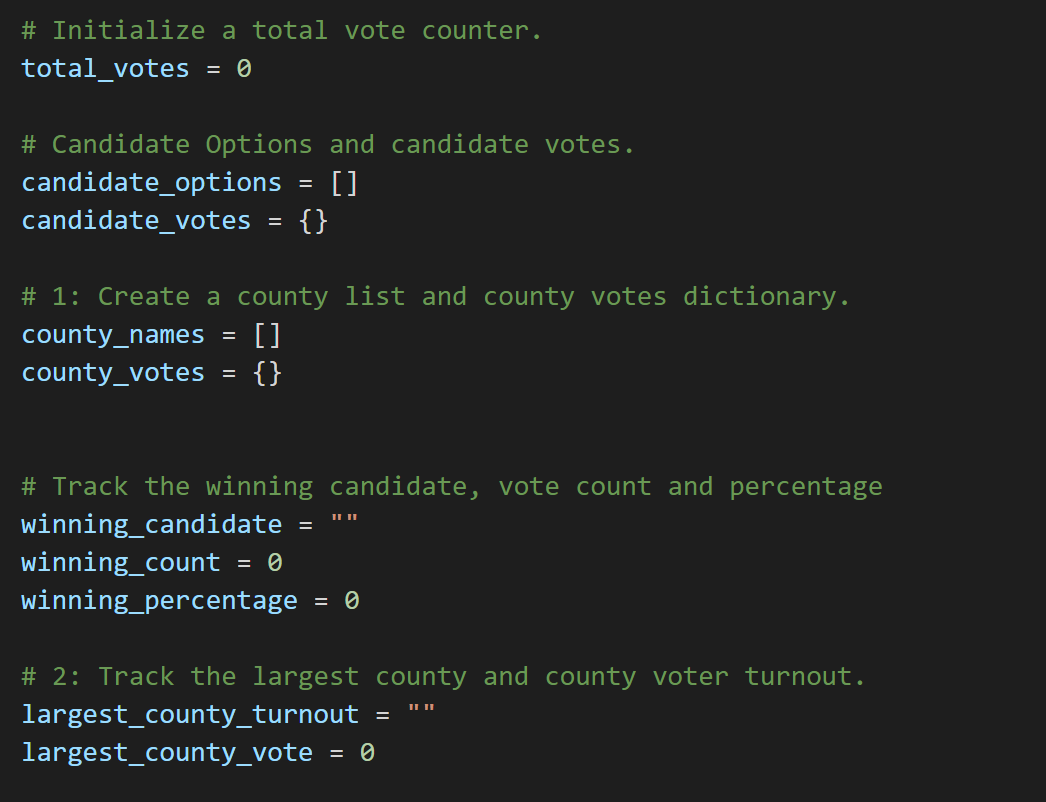 # Initialize a total vote counter.
total_votes = 0
# Candidate Options and candidate votes.
candidate_options = []
candidate_votes = {}
# 1: Create a county list and county votes dictionary.
county_names = []
county_votes = {}
# Track the winning candidate, vote count and percentage
winning_candidate = ""
winning_count = 0
winning_percentage = 0
# 2: Track the largest county and county voter turnout.
largest_county_turnout = ""
largest_county_vote = 0